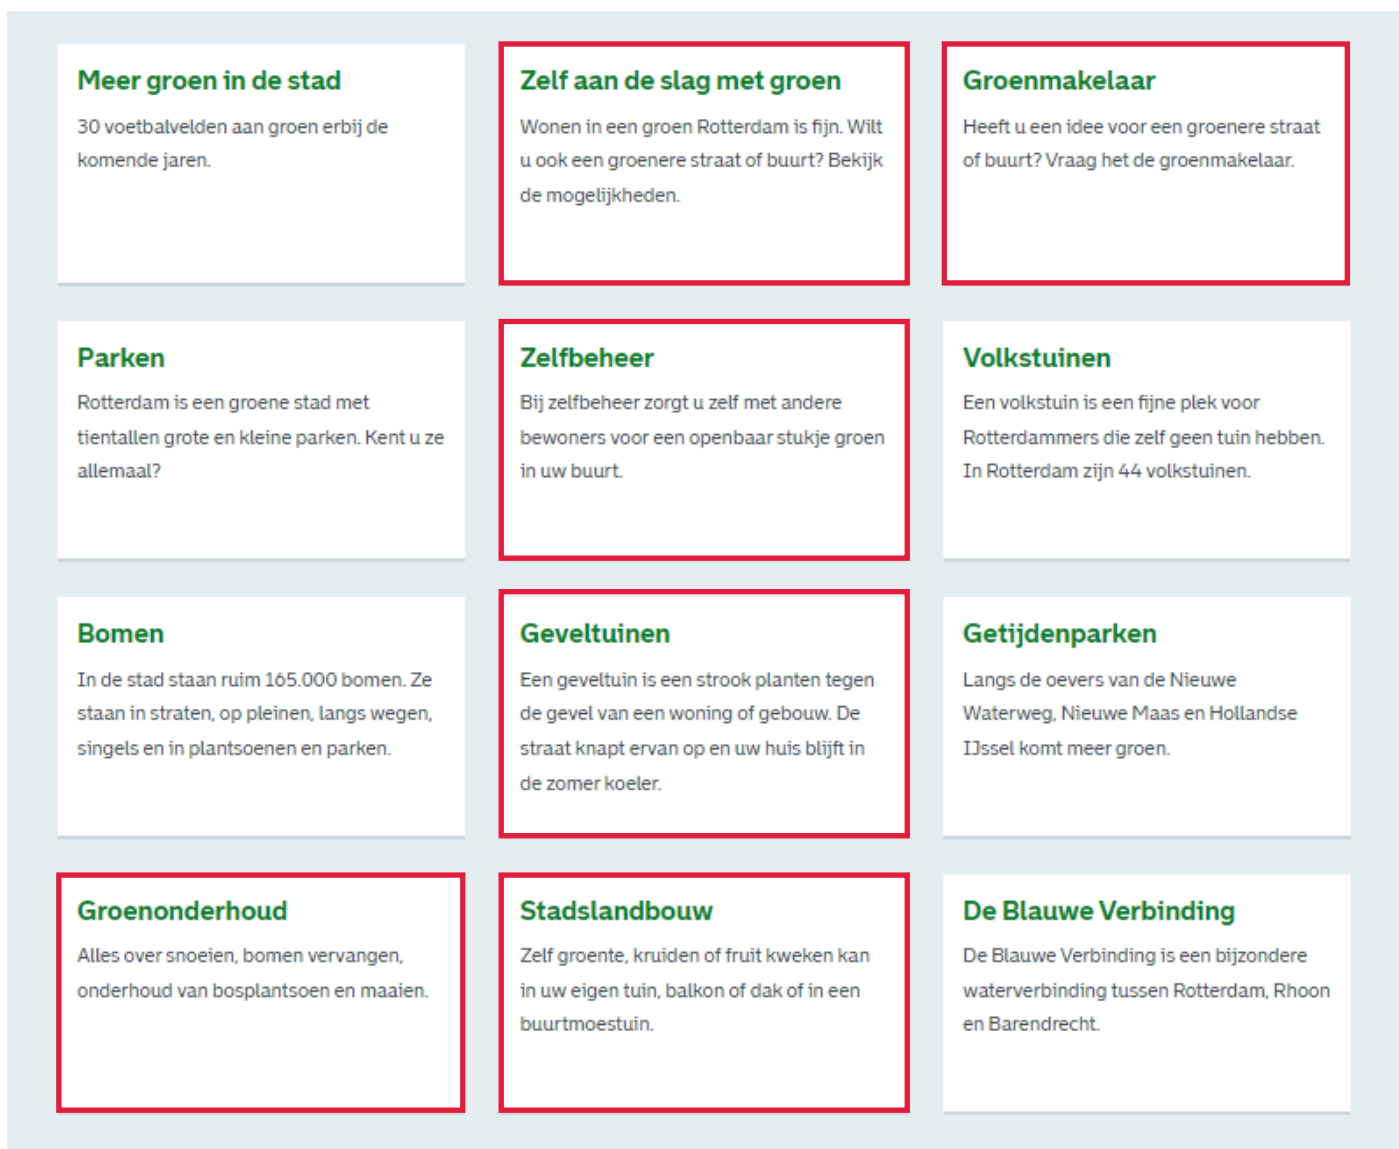 Meer groen in de stad
30 voetbalvelden aan groen erbij de
komende jaren.
Zelf aan de slag met groen
Wonen in een groen Rotterdam is fijn. Wilt
u ook een groenere straat of buurt? Bekijk
de mogelijkheden.
Groenmakelaar
Heeft u een idee voor een groenere straat
of buurt? Vraag het de groenmakelaar.
Parken
Rotterdam is een groene stad met
tientallen grote en kleine parken. Kent u ze
allemaal?
Zelfbeheer
Bij zelfbeheer zorgt u zelf met andere
bewoners voor een openbaar stukje groen
in uw buurt.
Volkstuinen
Een volkstuin is een fijne plek voor
Rotterdammers die zelf geen tuin hebben.
In Rotterdam zijn 44 volkstuinen.
Bomen
In de stad staan ruim 165.000 bomen. Ze
staan in straten, op pleinen, langs wegen,
singels en in plantsoenen en parken.
Geveltuinen
Een geveltuin is een strook planten tegen
de gevel van een woning of gebouw. De
straat knapt ervan op en uw huis blijft in
de zomer koeler.
Getijdenparken
Langs de oevers van de Nieuwe
Waterweg, Nieuwe Maas en Hollandse
IJssel komt meer groen.
Groenonderhoud
Alles over snoeien, bomen vervangen,
onderhoud van bosplantsoen en maaien.
Stadslandbouw
Zelf groente, kruiden of fruit kweken kan
in uw eigen tuin, balkon of dak of in een
buurtmoestuin.
De Blauwe Verbinding
De Blauwe Verbinding is een bijzondere
waterverbinding tussen Rotterdam, Rhoon
en Barendrecht.